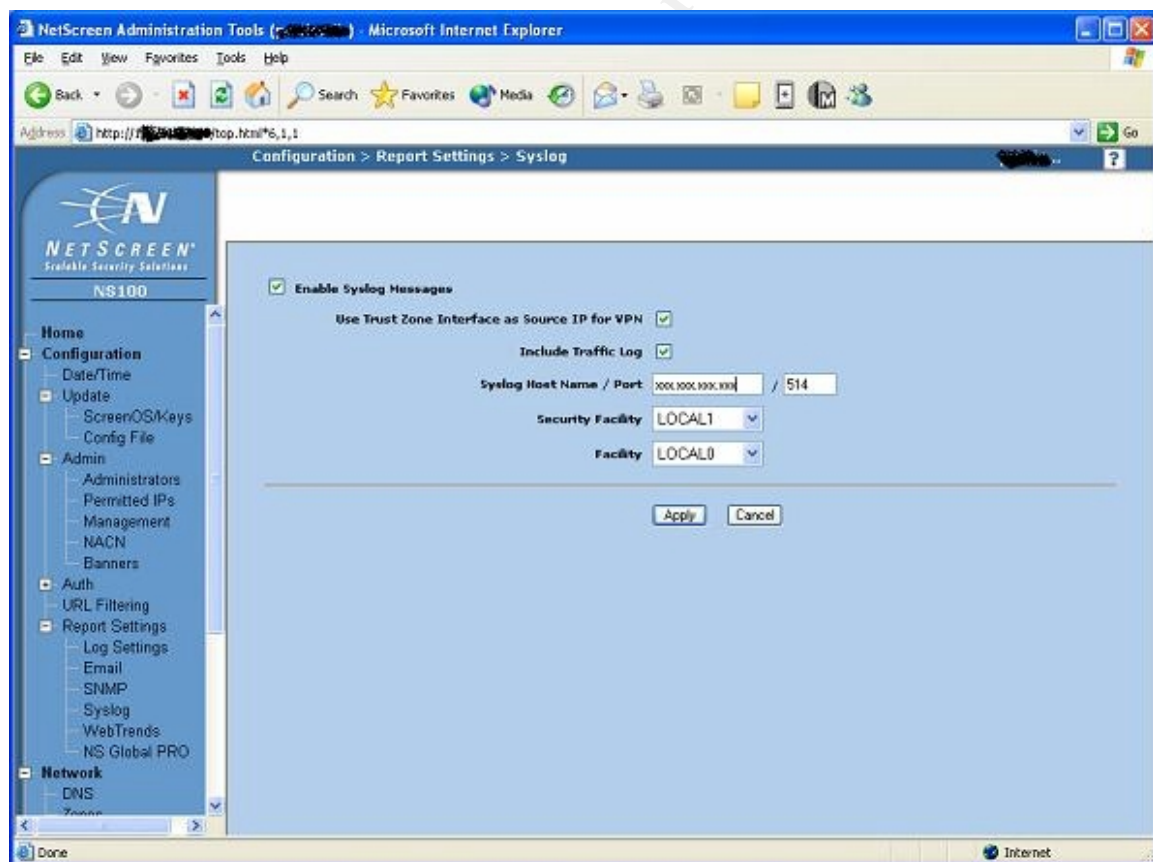 NetScreen Administration Tools ( ) - Microsoft Internet Explorer
File Edit View Favorites Tools Help
Back Search Favorites Media
Address http:// /top.html*6,1,1 Go
Configuration > Report Settings > Syslog ?
N
NETSCREEN
Scalable Security Solutions
NS100
Home
Configuration
Date/Time
Update
ScreenOS/Keys
Config File
Admin
Administrators
Permitted IPs
Management
NACN
Banners
Auth
URL Filtering
Report Settings
Log Settings
Email
SNMP
Syslog
WebTrends
NS Global PRO
Network
DNS
Zones
Enable Syslog Messages
Use Trust Zone Interface as Source IP for VPN
Include Traffic Log
Syslog Host Name / Port xxx.xxx.xxx.xxx / 514
Security Facility LOCAL1
Facility LOCAL0
Apply Cancel
Done Internet